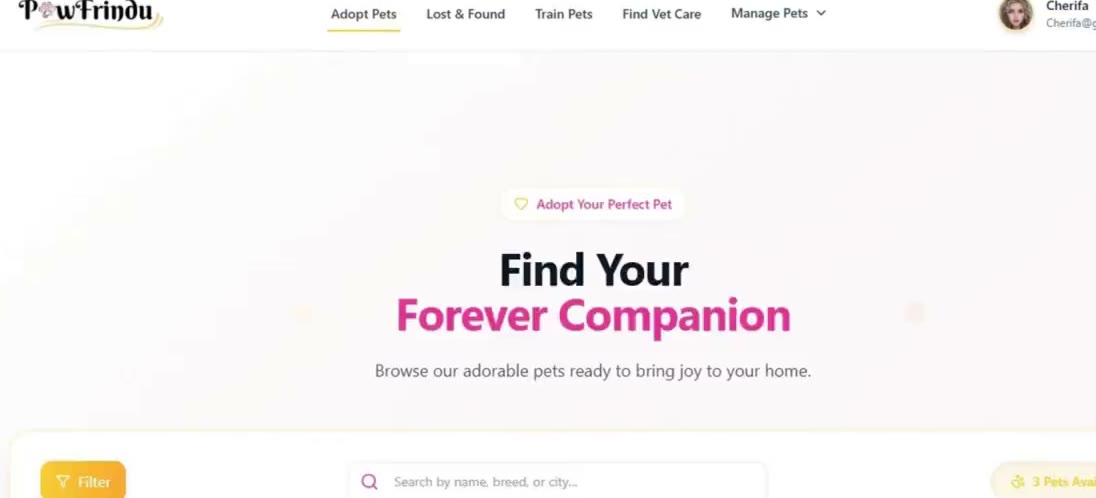 PawFrindu
Adopt Pets
Lost & Found
Train Pets
Find Vet Care
Manage Pets
Cherifa
Cherifa@g
Adopt Your Perfect Pet
Find Your
Forever Companion
Browse our adorable pets ready to bring joy to your home.
Filter
Search by name, breed, or city...
3 Pets Avai